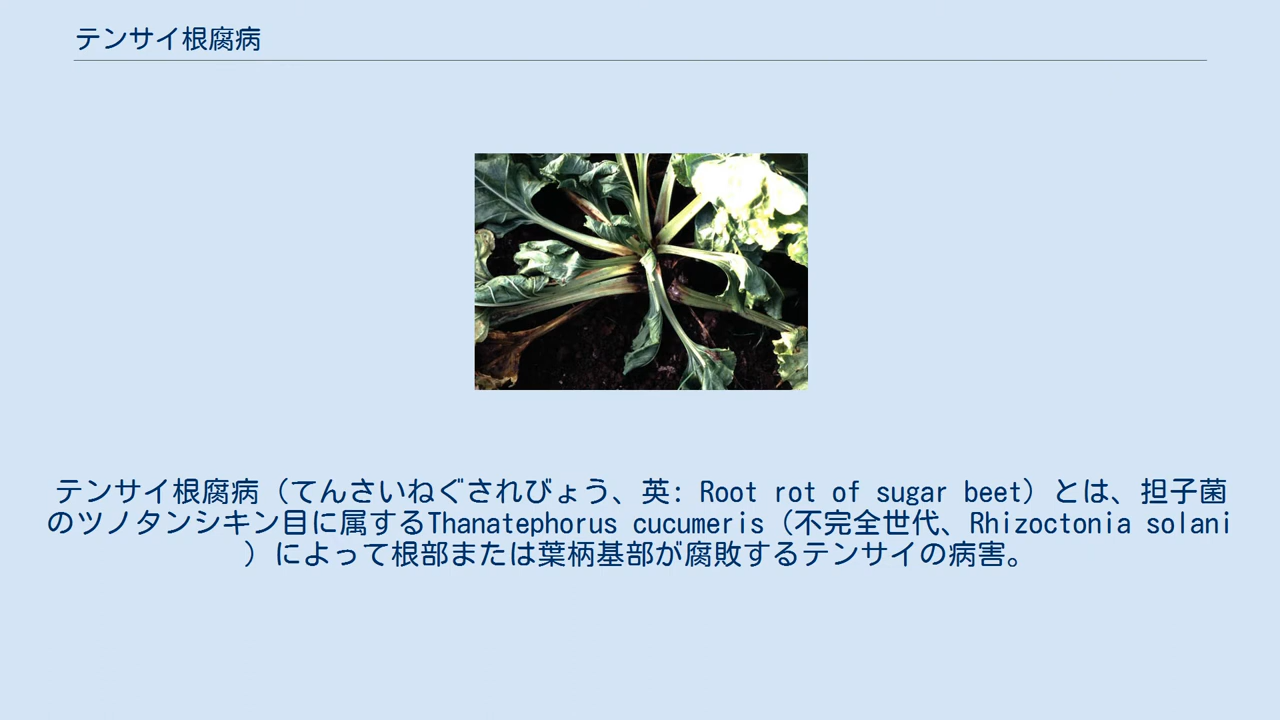 テンサイ根腐病
テンサイ根腐病（てんさいねぐされびょう、英: Root rot of sugar beet）とは、担子菌
のツノタンシキン目に属するThanatephorus cucumeris（不完全世代、Rhizoctonia solani
）によって根部または葉柄基部が腐敗するテンサイの病害。